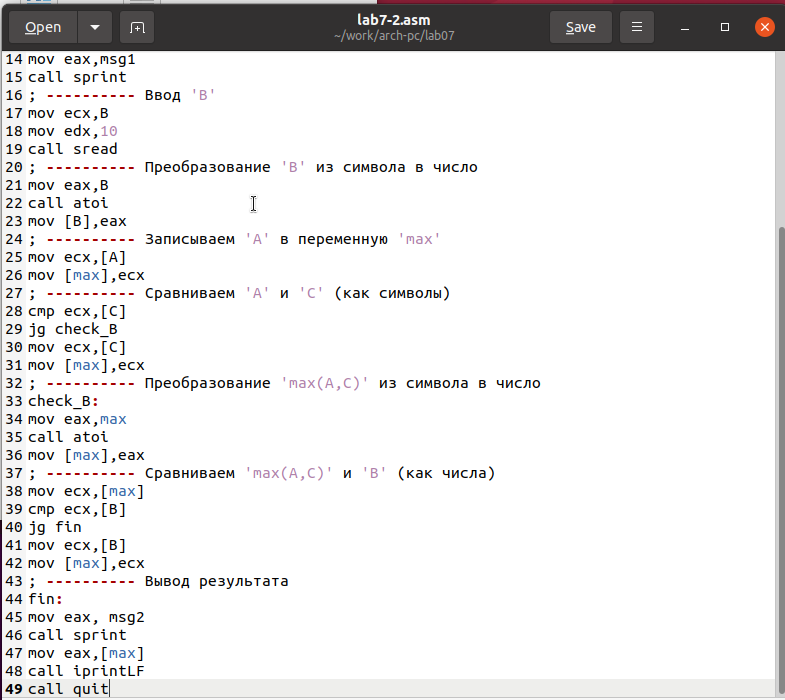 Open
lab7-2.asm
~/work/arch-pc/lab07
Save
14 mov eax,msg1
15 call sprint
16 ; ---------- Ввод 'B'
17 mov ecx,B
18 mov edx,10
19 call sread
20 ; ---------- Преобразование 'B' из символа в число
21 mov eax,B
22 call atoi
23 mov [B],eax
24 ; ---------- Записываем 'A' в переменную 'max'
25 mov ecx,[A]
26 mov [max],ecx
27 ; ---------- Сравниваем 'A' и 'C' (как символы)
28 cmp ecx,[C]
29 jg check_B
30 mov ecx,[C]
31 mov [max],ecx
32 ; ---------- Преобразование 'max(A,C)' из символа в число
33 check_B:
34 mov eax,max
35 call atoi
36 mov [max],eax
37 ; ---------- Сравниваем 'max(A,C)' и 'B' (как числа)
38 mov ecx,[max]
39 cmp ecx,[B]
40 jg fin
41 mov ecx,[B]
42 mov [max],ecx
43 ; ---------- Вывод результата
44 fin:
45 mov eax, msg2
46 call sprint
47 mov eax,[max]
48 call iprintLF
49 call quit